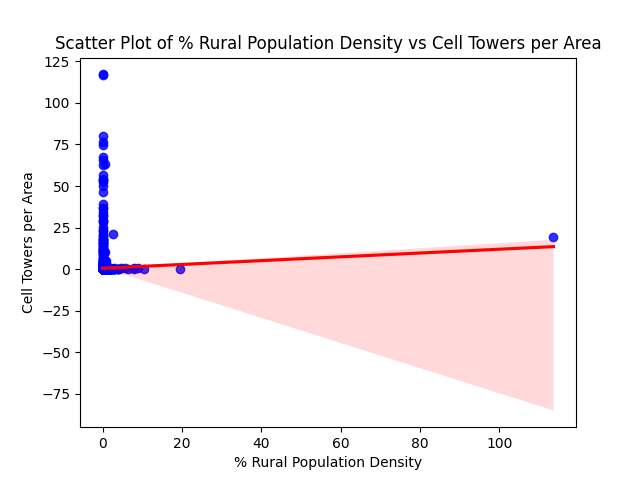 Scatter Plot of % Rural Population Density vs Cell Towers per Area
125
100
75
50
25
0
−25
−50
−75
Cell Towers per Area
0 20 40 60 80 100
% Rural Population Density